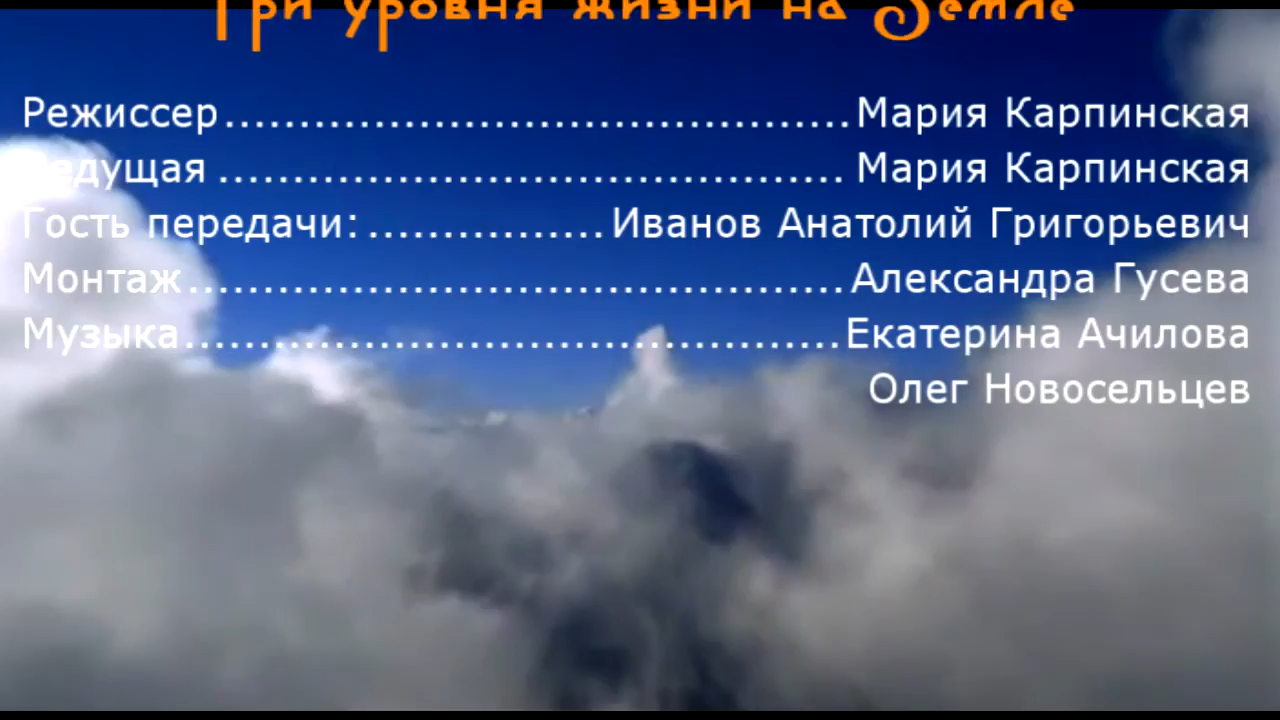 Три уровня жизни на Земле
Режиссер.......................................... Мария Карпинская
Ведущая .......................................... Мария Карпинская
Гость передачи:................Иванов Анатолий Григорьевич
Монтаж............................................Александра Гусева
Музыка............................................Екатерина Ачилова
Олег Новосельцев